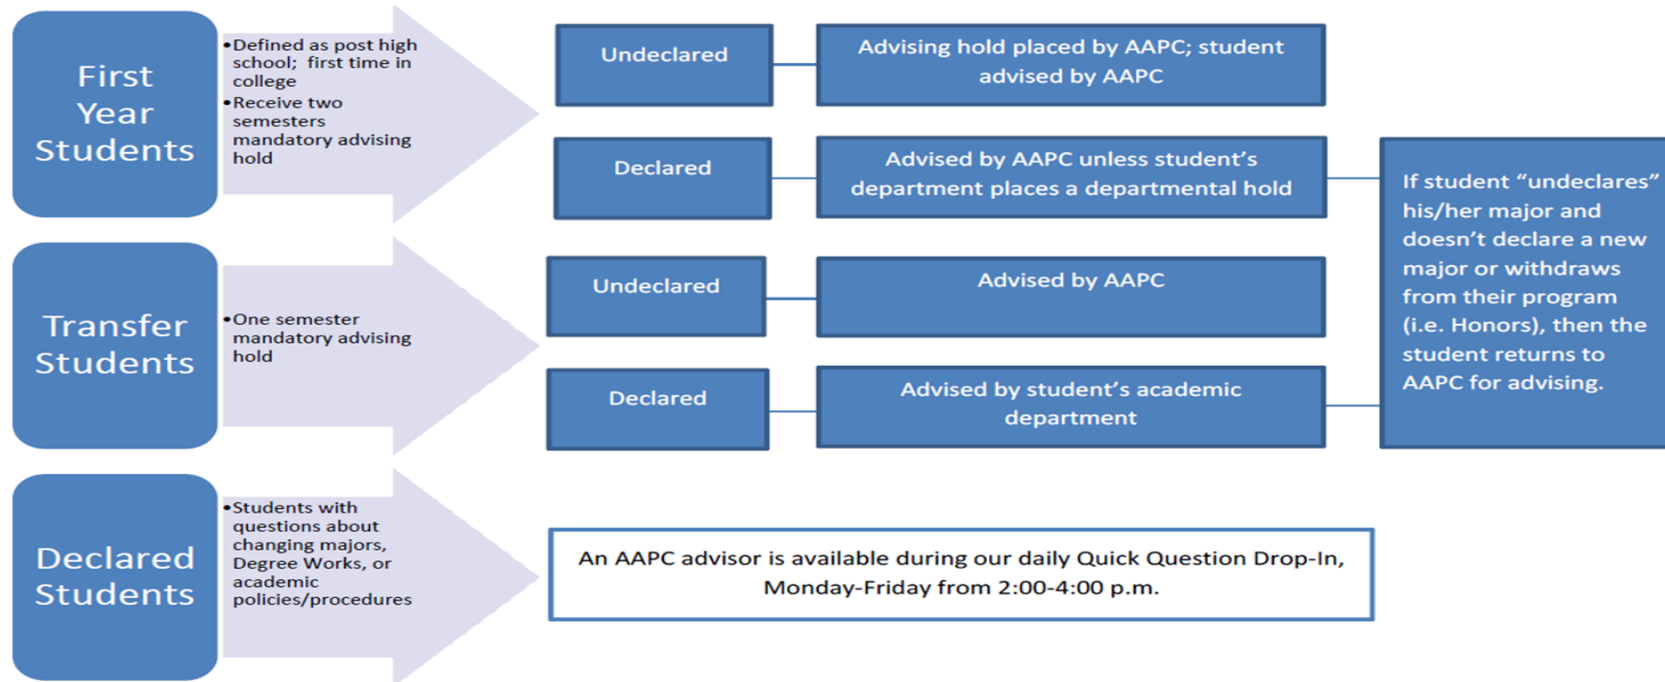 First
Year
Students
•Defined as post high
school;  first time in
college
•Receive two
semesters
mandatory advising
hold
Undeclared
Advising hold placed by AAPC; student
advised by AAPC
Declared
Advised by AAPC unless student’s
department places a departmental hold
Transfer
Students
•One semester
mandatory advising
hold
Undeclared
Advised by AAPC
Declared
Advised by student’s academic
department
If student “undeclares”
his/her major and
doesn’t declare a new
major or withdraws
from their program
(i.e. Honors), then the
student returns to
AAPC for advising.
Declared
Students
•Students with
questions about
changing majors,
Degree Works, or
academic
policies/procedures
An AAPC advisor is available during our daily Quick Question Drop-In,
Monday-Friday from 2:00-4:00 p.m.